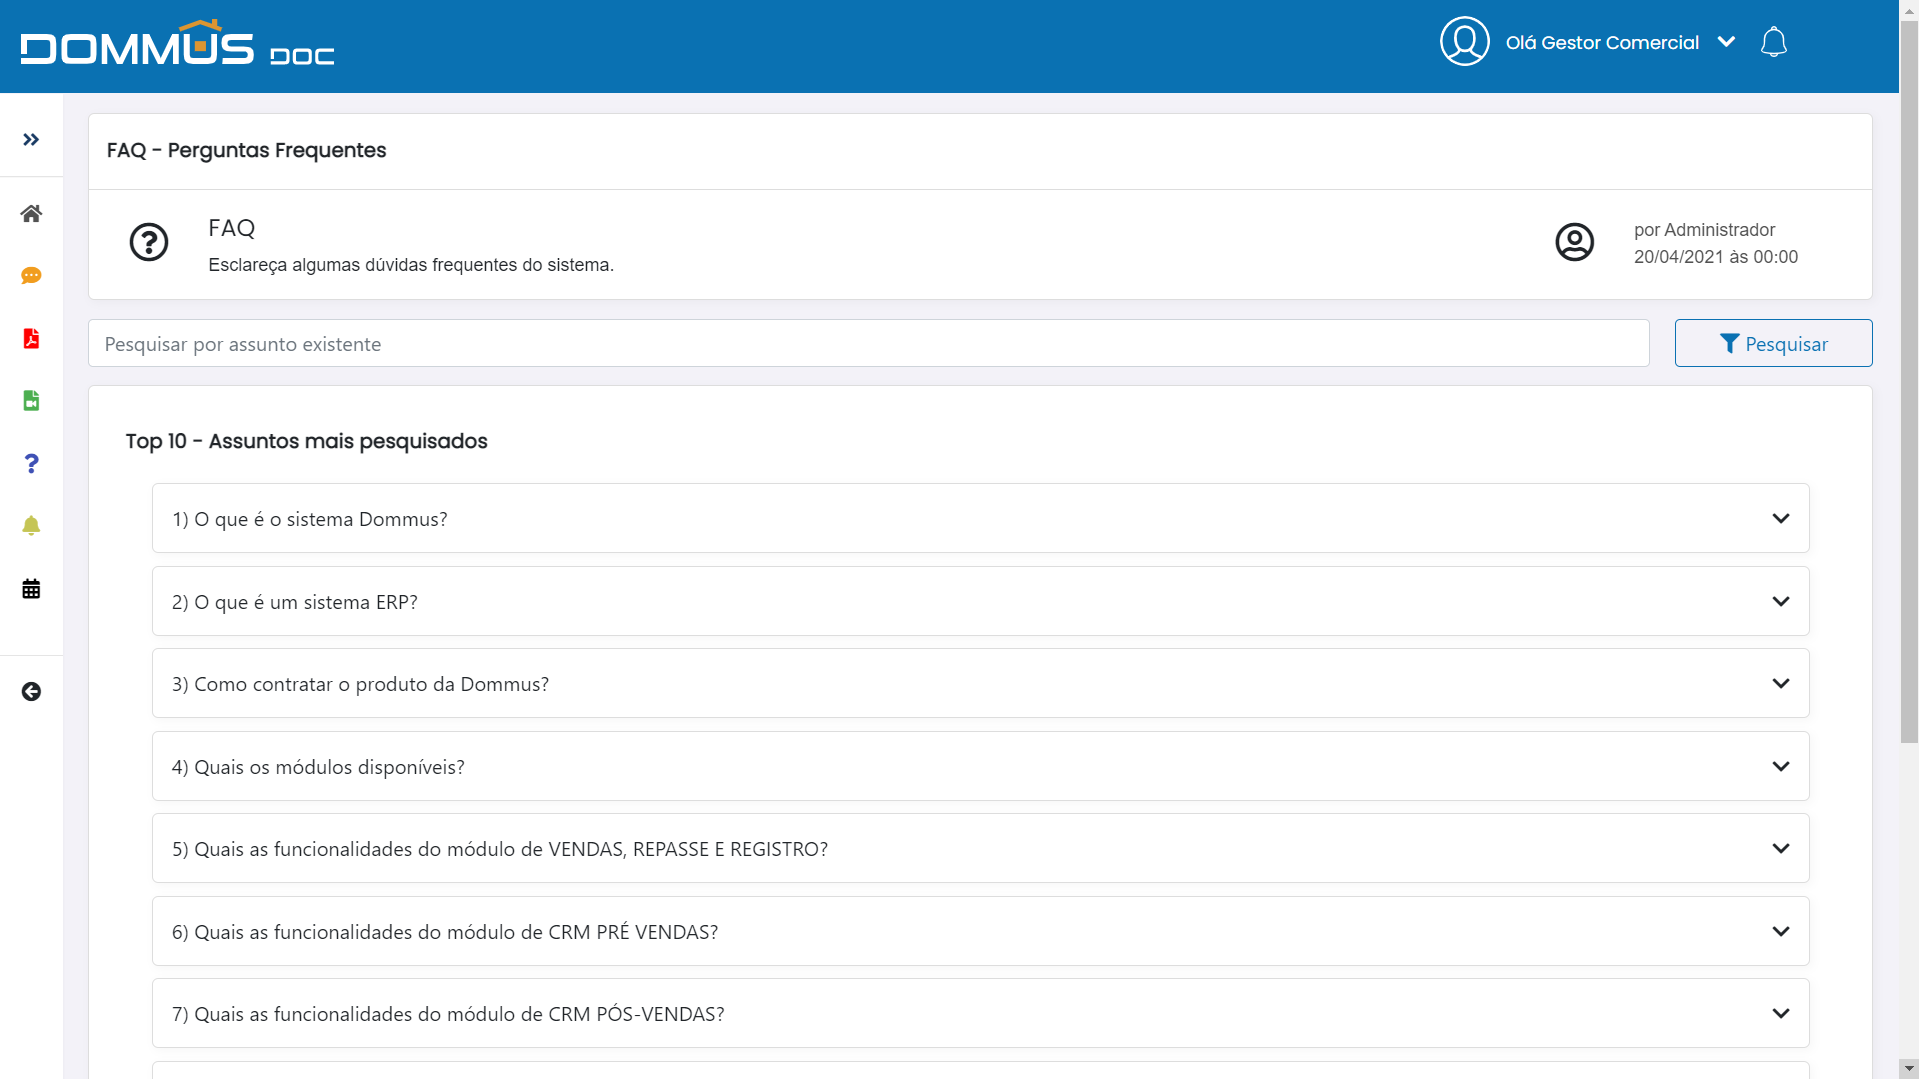 DOMMUS DOC
Olá Gestor Comercial
FAQ - Perguntas Frequentes
FAQ
Esclareça algumas dúvidas frequentes do sistema.
por Administrador
20/04/2021 às 00:00
Pesquisar por assunto existente
Pesquisar
Top 10 - Assuntos mais pesquisados
1) O que é o sistema Dommus?
2) O que é um sistema ERP?
3) Como contratar o produto da Dommus?
4) Quais os módulos disponíveis?
5) Quais as funcionalidades do módulo de VENDAS, REPASSE E REGISTRO?
6) Quais as funcionalidades do módulo de CRM PRÉ VENDAS?
7) Quais as funcionalidades do módulo de CRM PÓS-VENDAS?